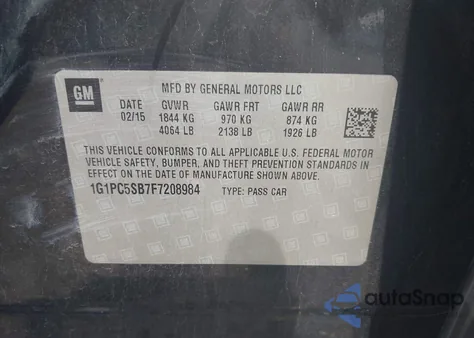 GM
MFD BY GENERAL MOTORS LLC
DATE GVWR GAWR FRT GAWR RR
02/15 1844 KG 970 KG 874 KG
4064 LB 2138 LB 1926 LB
THIS VEHICLE CONFORMS TO ALL APPLICABLE U.S. FEDERAL MOTOR
VEHICLE SAFETY, BUMPER, AND THEFT PREVENTION STANDARDS IN
EFFECT ON THE DATE OF MANUFACTURE SHOWN ABOVE.
1G1PC5SB7F7208984 TYPE: PASS CAR
autoSnap